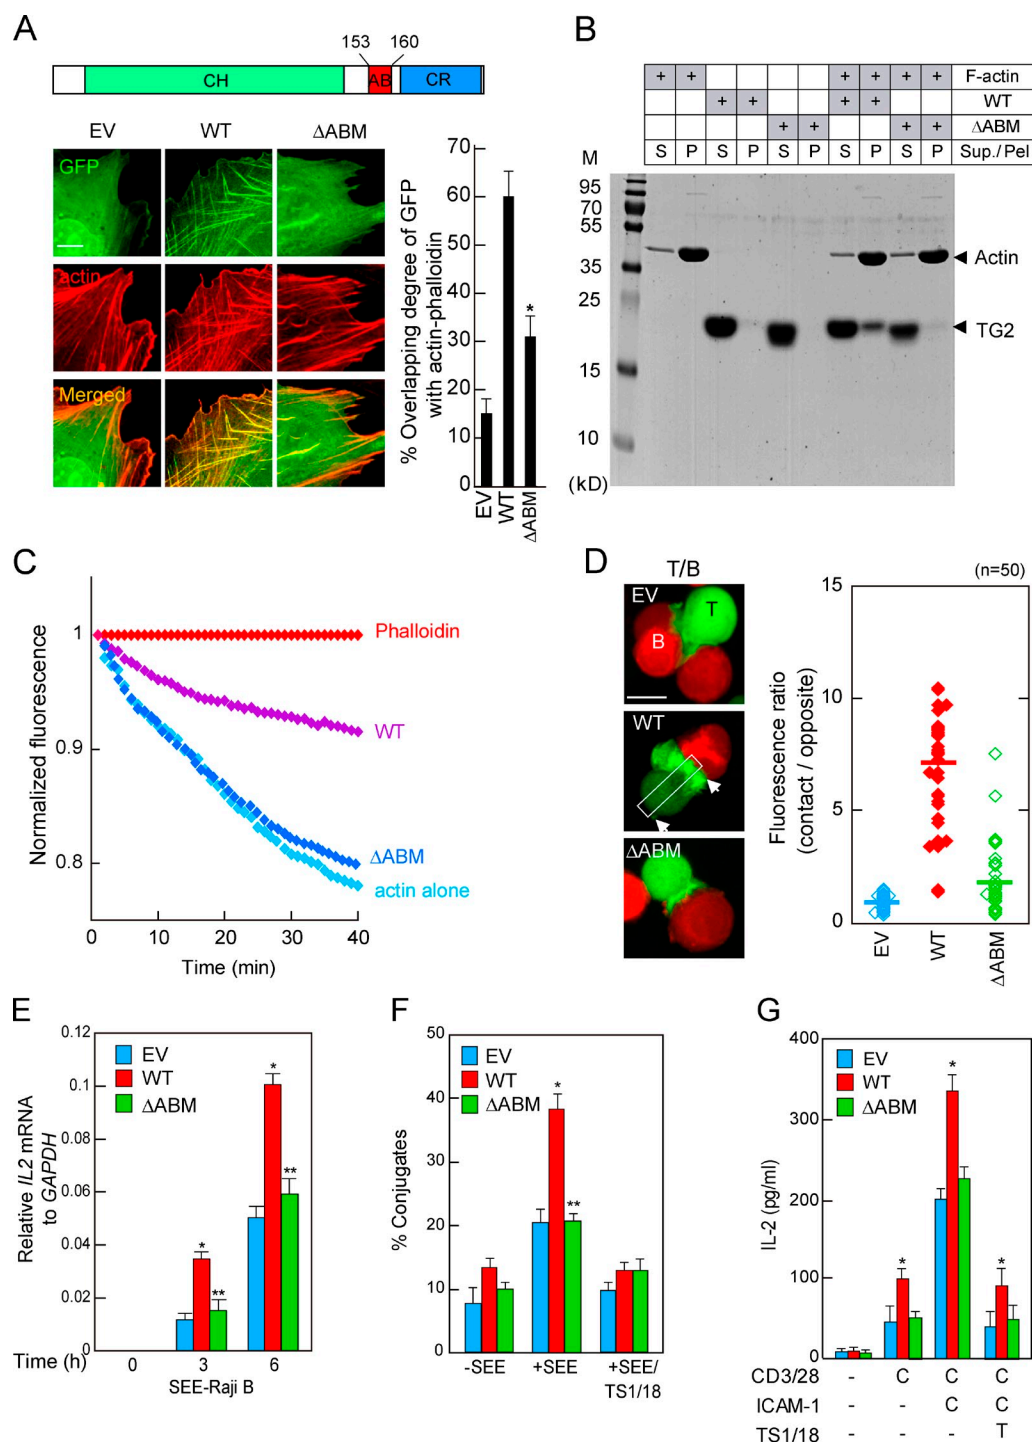 A
153 160
CH AB CR
EV WT ΔABM
GFP
actin
Merged
% Overlapping degree of GFP
with actin-phalloidin
70
60
50
40
30
20
10
0
*
EV WT ΔABM
B
+ + + + + + F-actin
+ + + + WT
+ + + + ΔABM
S P S P S P S P S P Sup./Pel
M
95
70
55
35
25
15
10
(kD)
Actin
TG2
C
Normalized fluorescence
1
0.9
0.8
Phalloidin
WT
ΔABM
actin alone
0 10 20 30 40
Time (min)
D
T/B
EV
T
B
WT
ΔABM
(n=50)
Fluorescence ratio
(contact / opposite)
15
10
5
0
EV WT ΔABM
E
Relative IL2 mRNA
to GAPDH
0.12
0.1
0.08
0.06
0.04
0.02
0
EV
WT
ΔABM
* ** * **
Time (h) 0 3 6
SEE-Raji B
F
% Conjugates
50
40
30
20
10
0
EV
WT
ΔABM
* **
-SEE +SEE +SEE/
TS1/18
G
IL-2 (pg/ml)
400
300
200
100
0
EV
WT
ΔABM
* * *
CD3/28 - C C C
ICAM-1 - - C C
TS1/18 - - - T